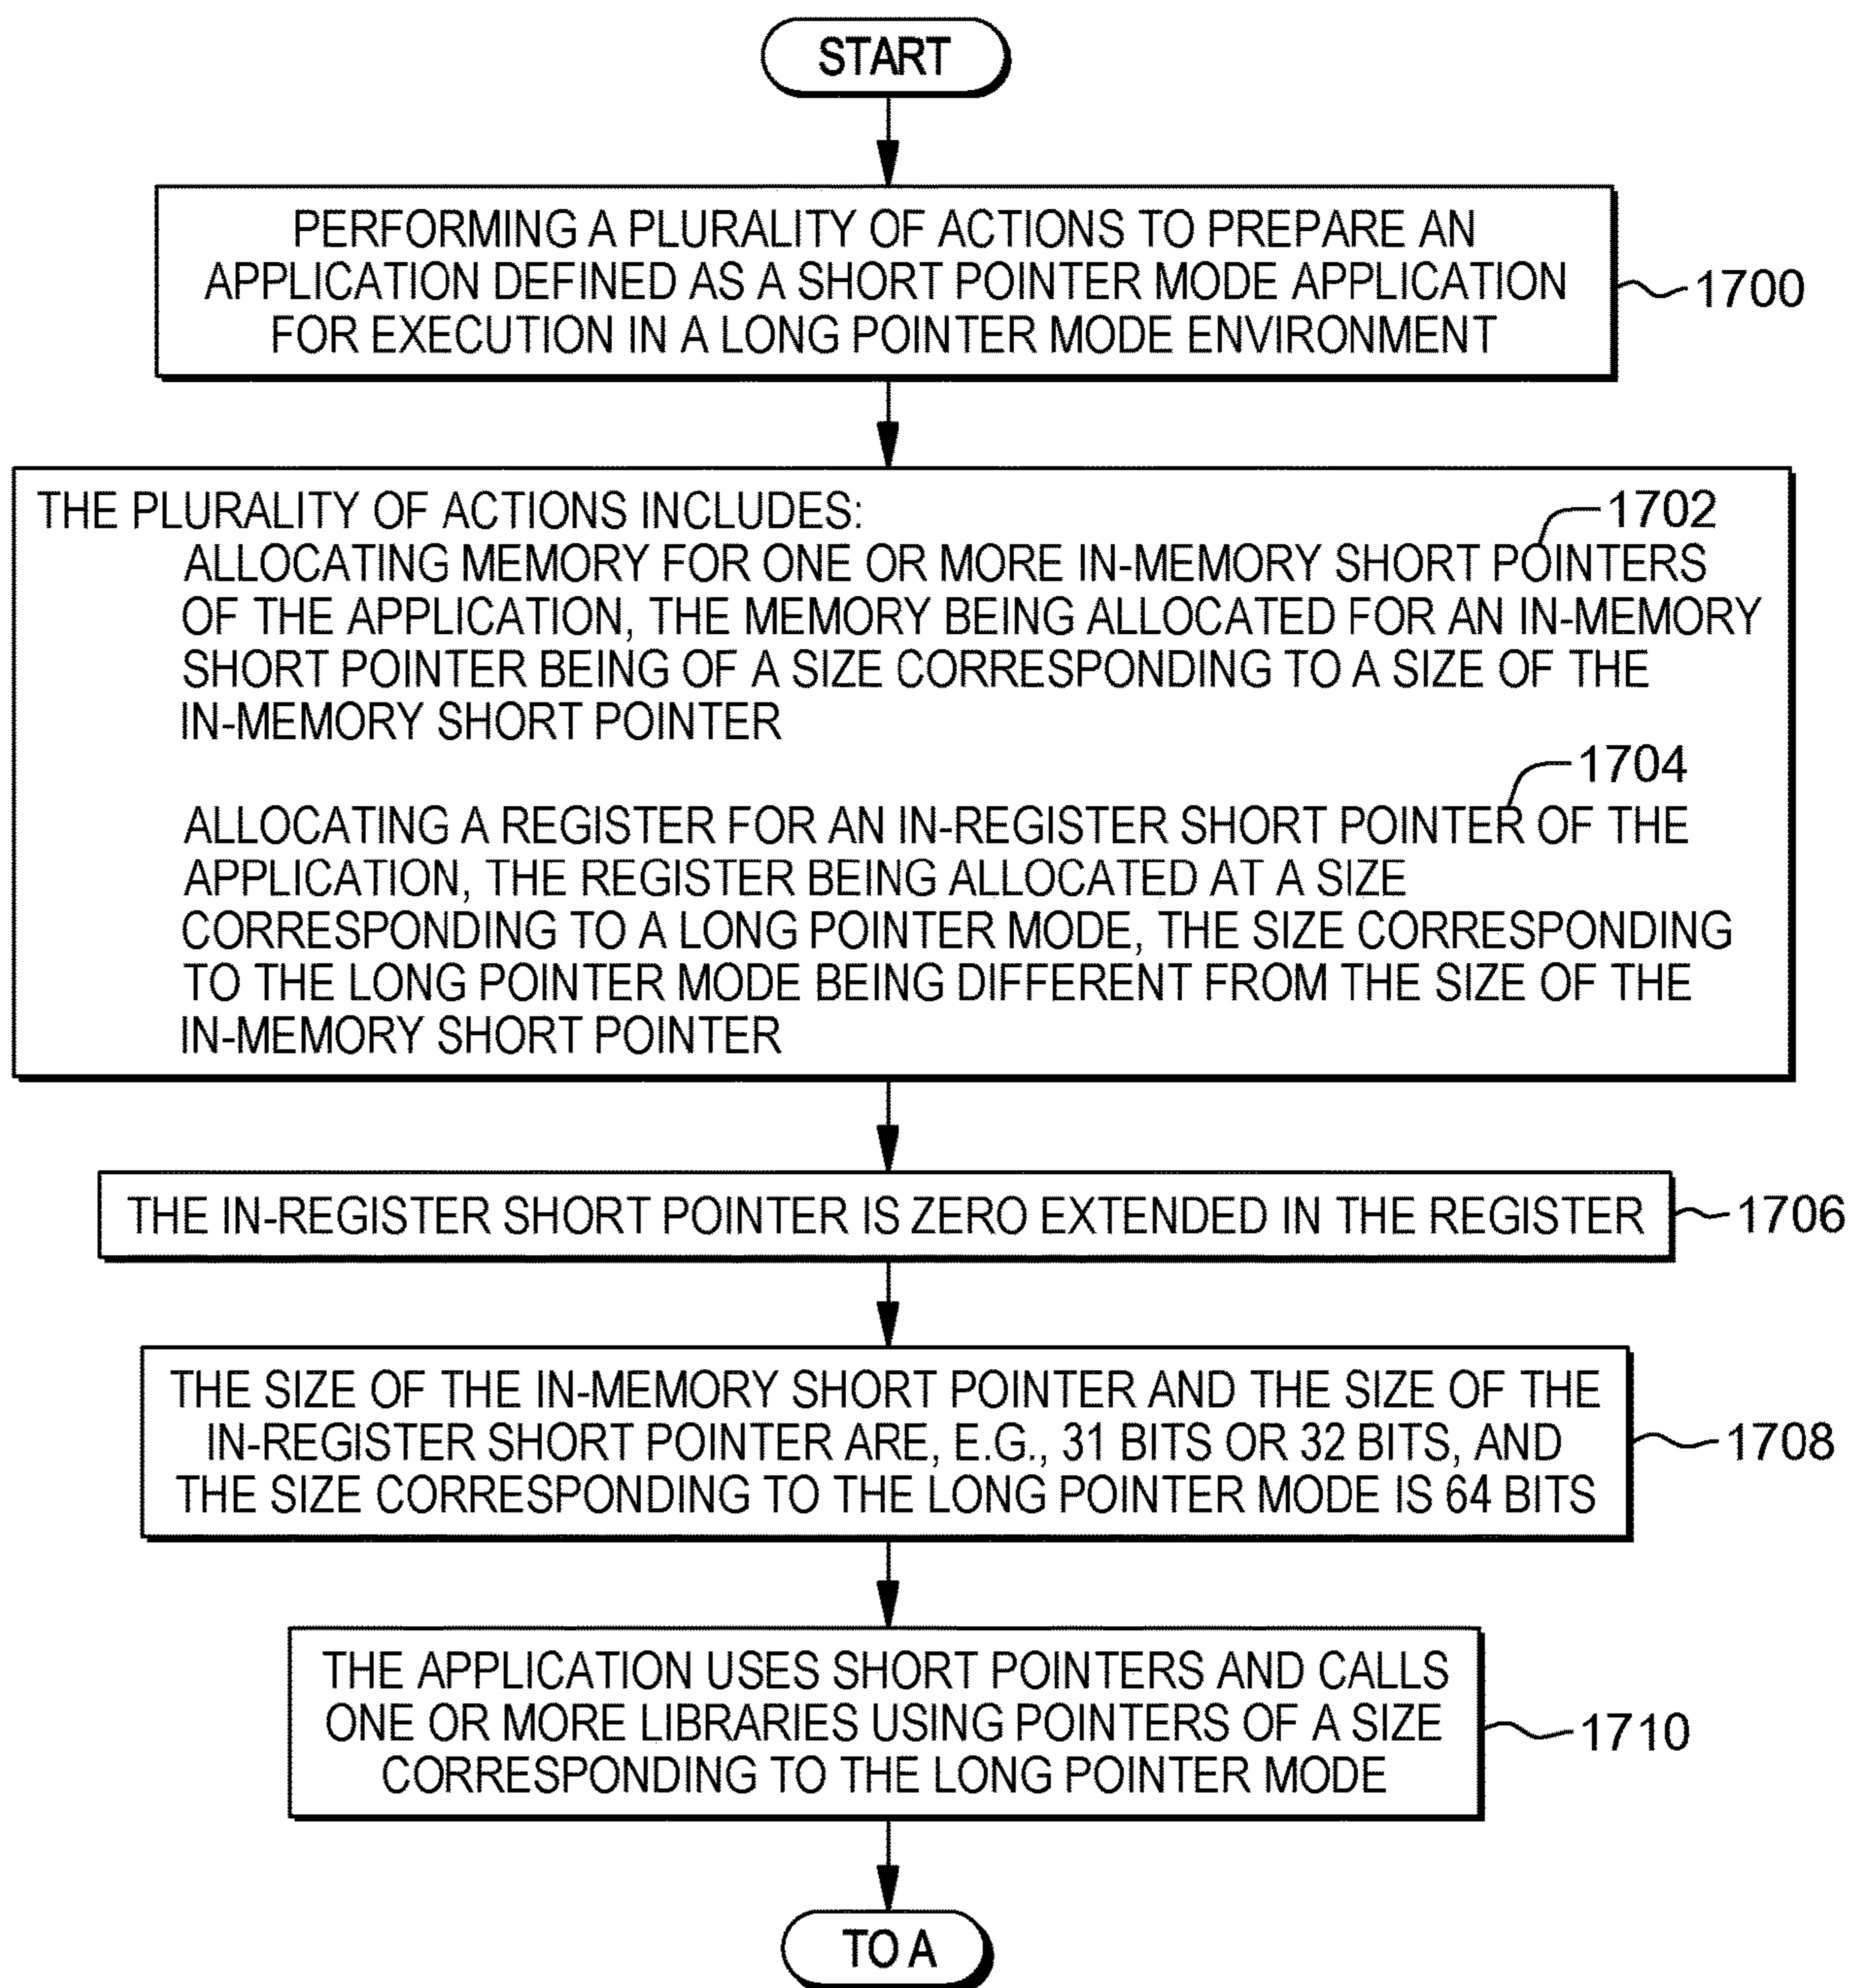 START
PERFORMING A PLURALITY OF ACTIONS TO PREPARE AN
APPLICATION DEFINED AS A SHORT POINTER MODE APPLICATION
FOR EXECUTION IN A LONG POINTER MODE ENVIRONMENT
1700
THE PLURALITY OF ACTIONS INCLUDES:
1702
ALLOCATING MEMORY FOR ONE OR MORE IN-MEMORY SHORT POINTERS
OF THE APPLICATION, THE MEMORY BEING ALLOCATED FOR AN IN-MEMORY
SHORT POINTER BEING OF A SIZE CORRESPONDING TO A SIZE OF THE
IN-MEMORY SHORT POINTER
1704
ALLOCATING A REGISTER FOR AN IN-REGISTER SHORT POINTER OF THE
APPLICATION, THE REGISTER BEING ALLOCATED AT A SIZE
CORRESPONDING TO A LONG POINTER MODE, THE SIZE CORRESPONDING
TO THE LONG POINTER MODE BEING DIFFERENT FROM THE SIZE OF THE
IN-MEMORY SHORT POINTER
THE IN-REGISTER SHORT POINTER IS ZERO EXTENDED IN THE REGISTER
1706
THE SIZE OF THE IN-MEMORY SHORT POINTER AND THE SIZE OF THE
IN-REGISTER SHORT POINTER ARE, E.G., 31 BITS OR 32 BITS, AND
THE SIZE CORRESPONDING TO THE LONG POINTER MODE IS 64 BITS
1708
THE APPLICATION USES SHORT POINTERS AND CALLS
ONE OR MORE LIBRARIES USING POINTERS OF A SIZE
CORRESPONDING TO THE LONG POINTER MODE
1710
TO A